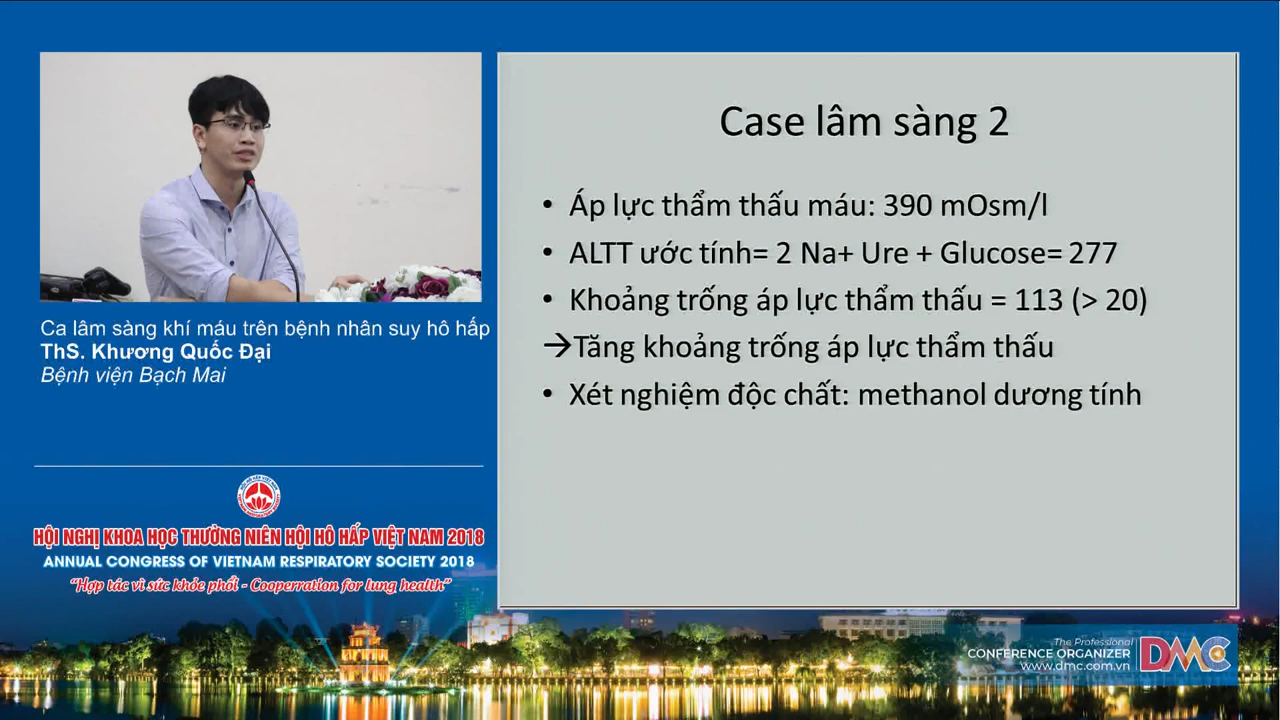 Case lâm sàng 2
• Áp lực thẩm thấu máu: 390 mOsm/l
• ALTT ước tính= 2 Na+ Ure + Glucose= 277
• Khoảng trống áp lực thẩm thấu = 113 (> 20)
→Tăng khoảng trống áp lực thẩm thấu
• Xét nghiệm độc chất: methanol dương tính
Ca lâm sàng khí máu trên bệnh nhân suy hô hấp
ThS. Khương Quốc Đại
Bệnh viện Bạch Mai
HỘI NGHỊ KHOA HỌC THƯỜNG NIÊN HỘI HÔ HẤP VIỆT NAM 2018
ANNUAL CONGRESS OF VIETNAM RESPIRATORY SOCIETY 2018
"Hợp tác vì sức khỏe phổi - Cooperration for lung health"
The Professional
CONFERENCE ORGANIZER
www.dmc.com.vn
DMC